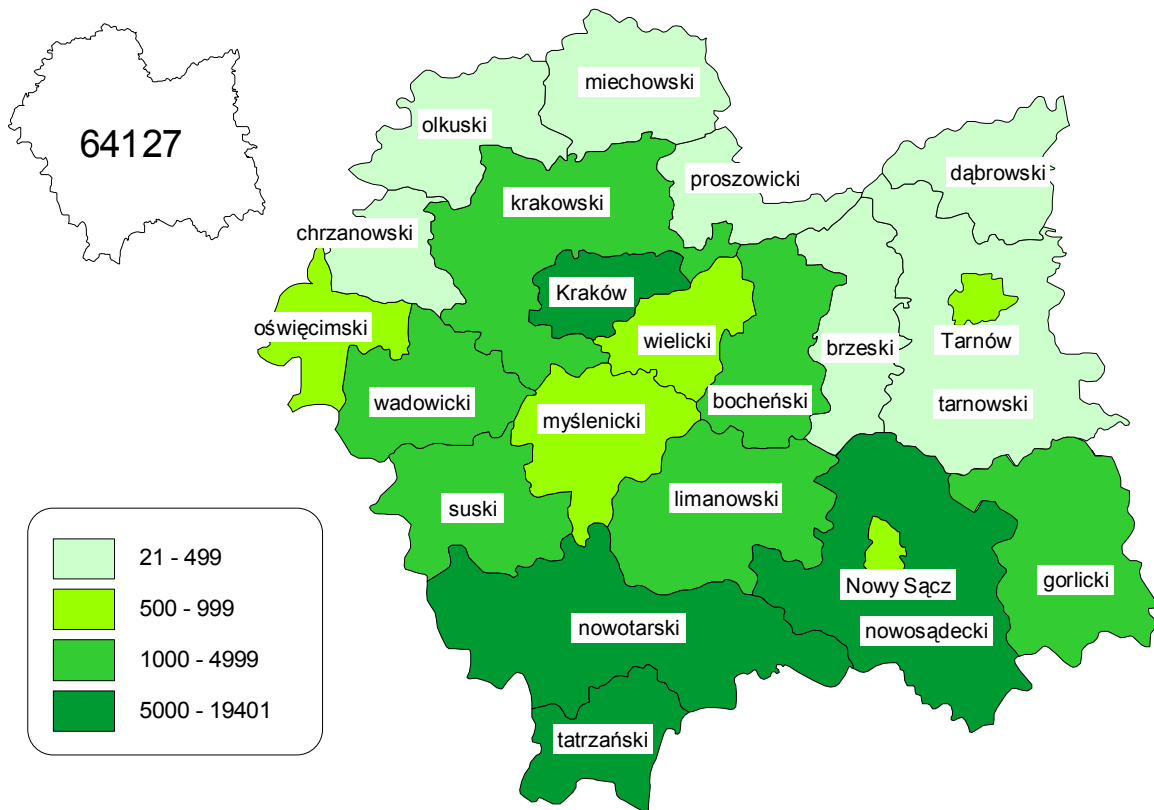 64127
miechowski
olkuski
dąbrowski
proszowicki
krakowski
chrzanowski
Kraków
oświęcimski
wielicki
brzeski
Tarnów
wadowicki
bocheński
tarnowski
myślenicki
suski
limanowski
Nowy Sącz
gorlicki
nowotarski
nowosądecki
tatrzański
21 - 499
500 - 999
1000 - 4999
5000 - 19401